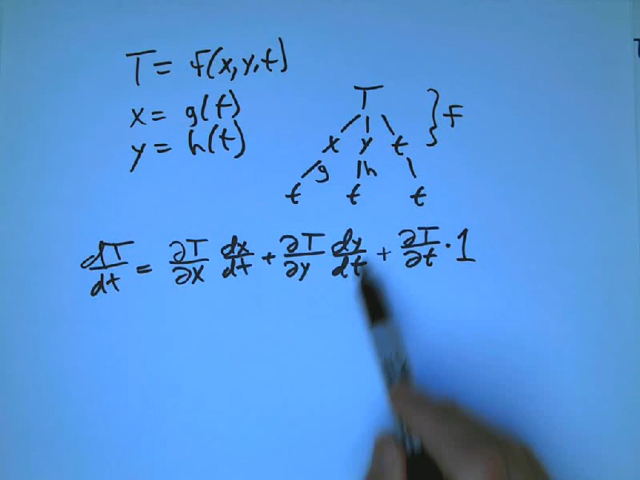 T = f(x,y,t)
x = g(t)
y = h(t)
T
} f
x y t
g h
t t t
dT/dt = ∂T/∂x dx/dt + ∂T/∂y dy/dt + ∂T/∂t · 1